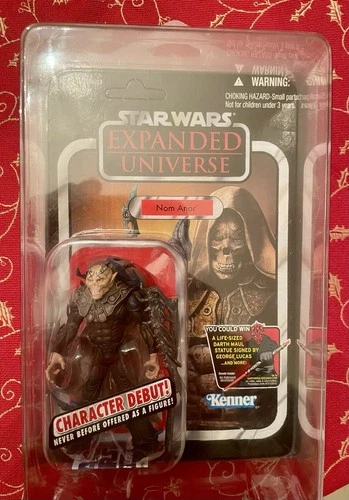 WARNING:
CHOKING HAZARD-Small parts
Not for children under 3 years.
STAR WARS
EXPANDED
UNIVERSE
Nom Anor
YOU COULD WIN
A LIFE-SIZED
DARTH MAUL
STATUE SIGNED BY
GEORGE LUCAS
...AND MORE!
Kenner
CHARACTER DEBUT!
NEVER BEFORE OFFERED AS A FIGURE!